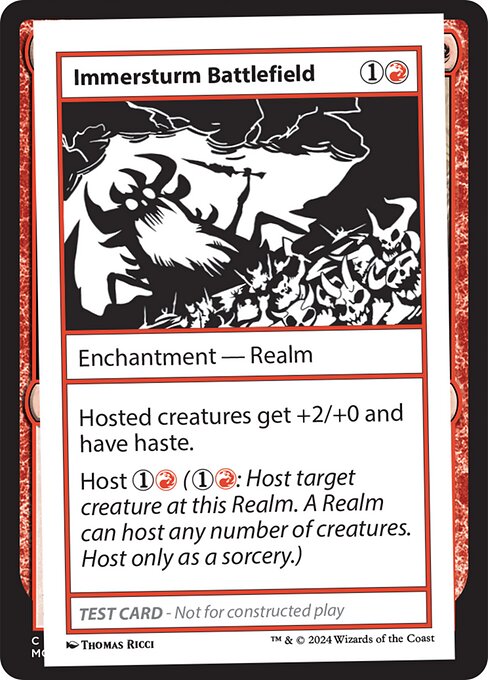 Immersturm Battlefield 1
Enchantment — Realm
Hosted creatures get +2/+0 and
have haste.
Host 1 (1: Host target
creature at this Realm. A Realm
can host any number of creatures.
Host only as a sorcery.)
TEST CARD - Not for constructed play
C
MC
Thomas Ricci
™ & © 2024 Wizards of the Coast